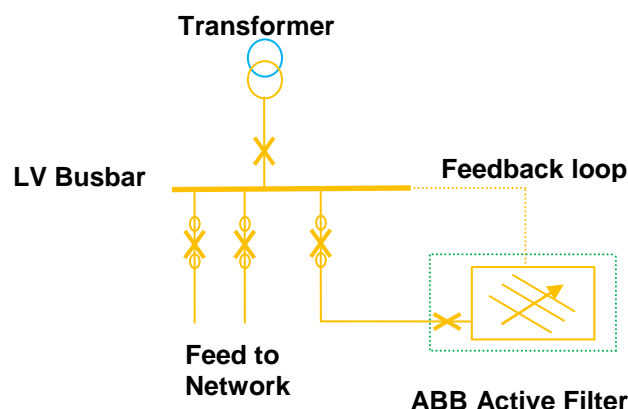 Transformer
LV Busbar
Feedback loop
Feed to
Network
ABB Active Filter